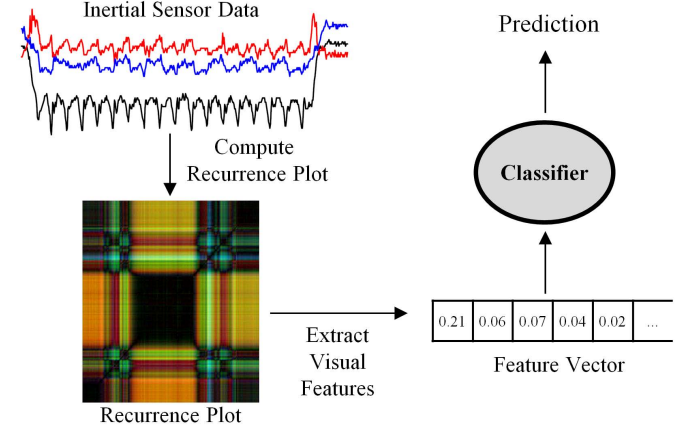 Inertial Sensor Data
Compute
Recurrence Plot
Recurrence Plot
Extract
Visual
Features
0.21 0.06 0.07 0.04 0.02 ...
Feature Vector
Classifier
Prediction